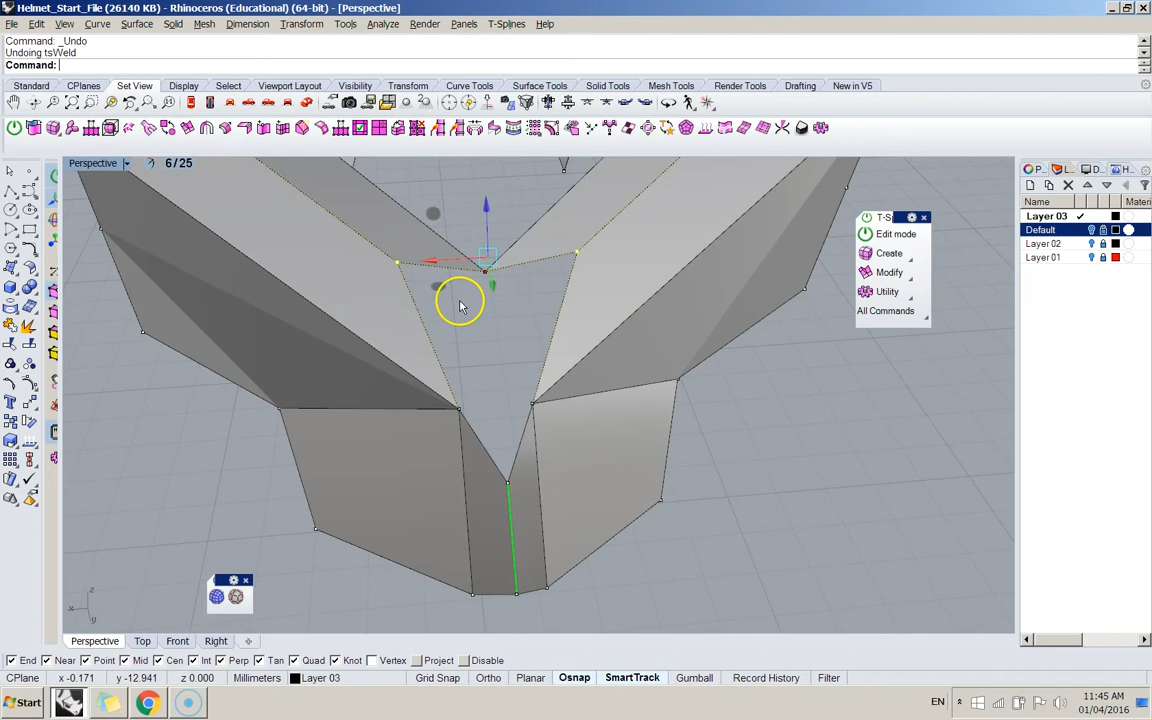 Helmet_Start_File (26140 KB) - Rhinoceros (Educational) (64-bit) - [Perspective]
File Edit View Curve Surface Solid Mesh Dimension Transform Tools Analyze Render Panels T-Splines Help
Command: _Undo
Undoing tsWeld
Command:
Standard CPlanes Set View Display Select Viewport Layout Visibility Transform Curve Tools Surface Tools Solid Tools Mesh Tools Render Tools Drafting New in V5
Perspective 6/25
P... L... D... H...
Name Materi
Layer 03
Default
Layer 02
Layer 01
T-Sp
Edit mode
Create
Modify
Utility
All Commands
z
x
y
Perspective Top Front Right
End Near Point Mid Cen Int Perp Tan Quad Knot Vertex Project Disable
CPlane x -0.171 y -12.941 z 0.000 Millimeters Layer 03 Grid Snap Ortho Planar Osnap SmartTrack Gumball Record History Filter
Start EN 11:45 AM
01/04/2016